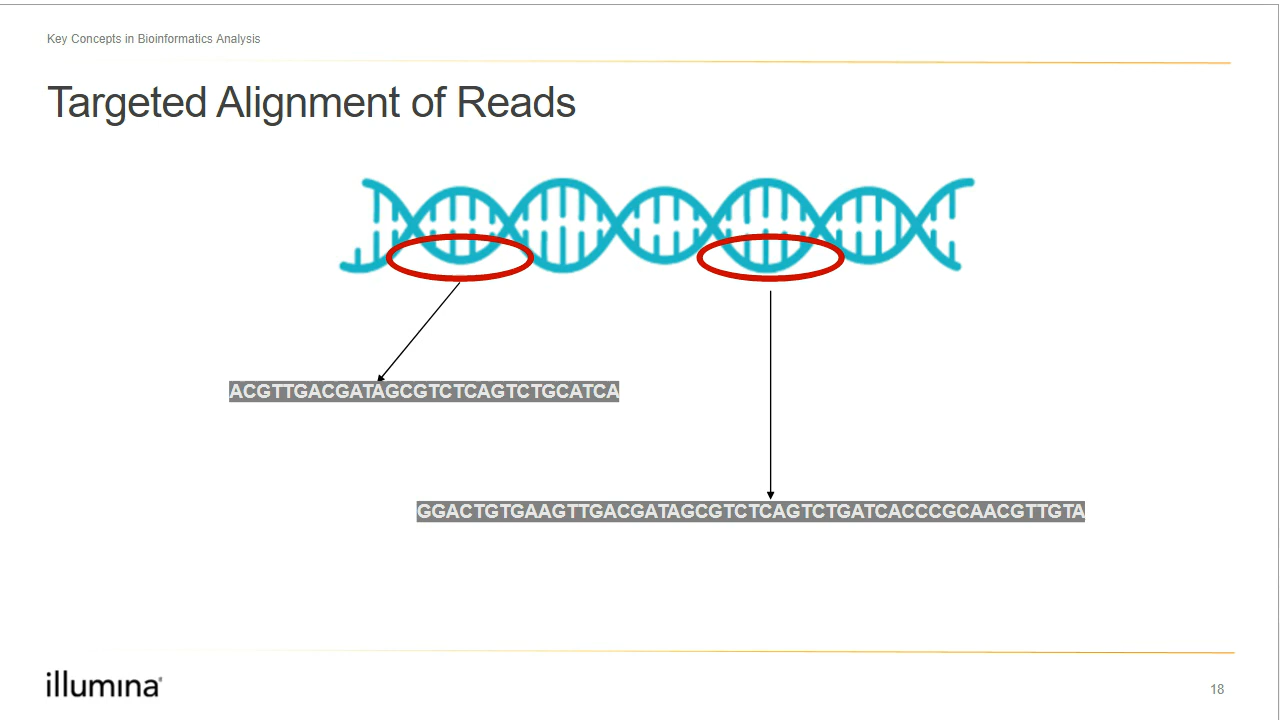 Key Concepts in Bioinformatics Analysis
Targeted Alignment of Reads
ACGTTGACGATAGCGTCTCAGTCTGCATCA
GGACTGTGAAGTTGACGATAGCGTCTCAGTCTGATCACCCGCAACGTTGTA
illumina
18